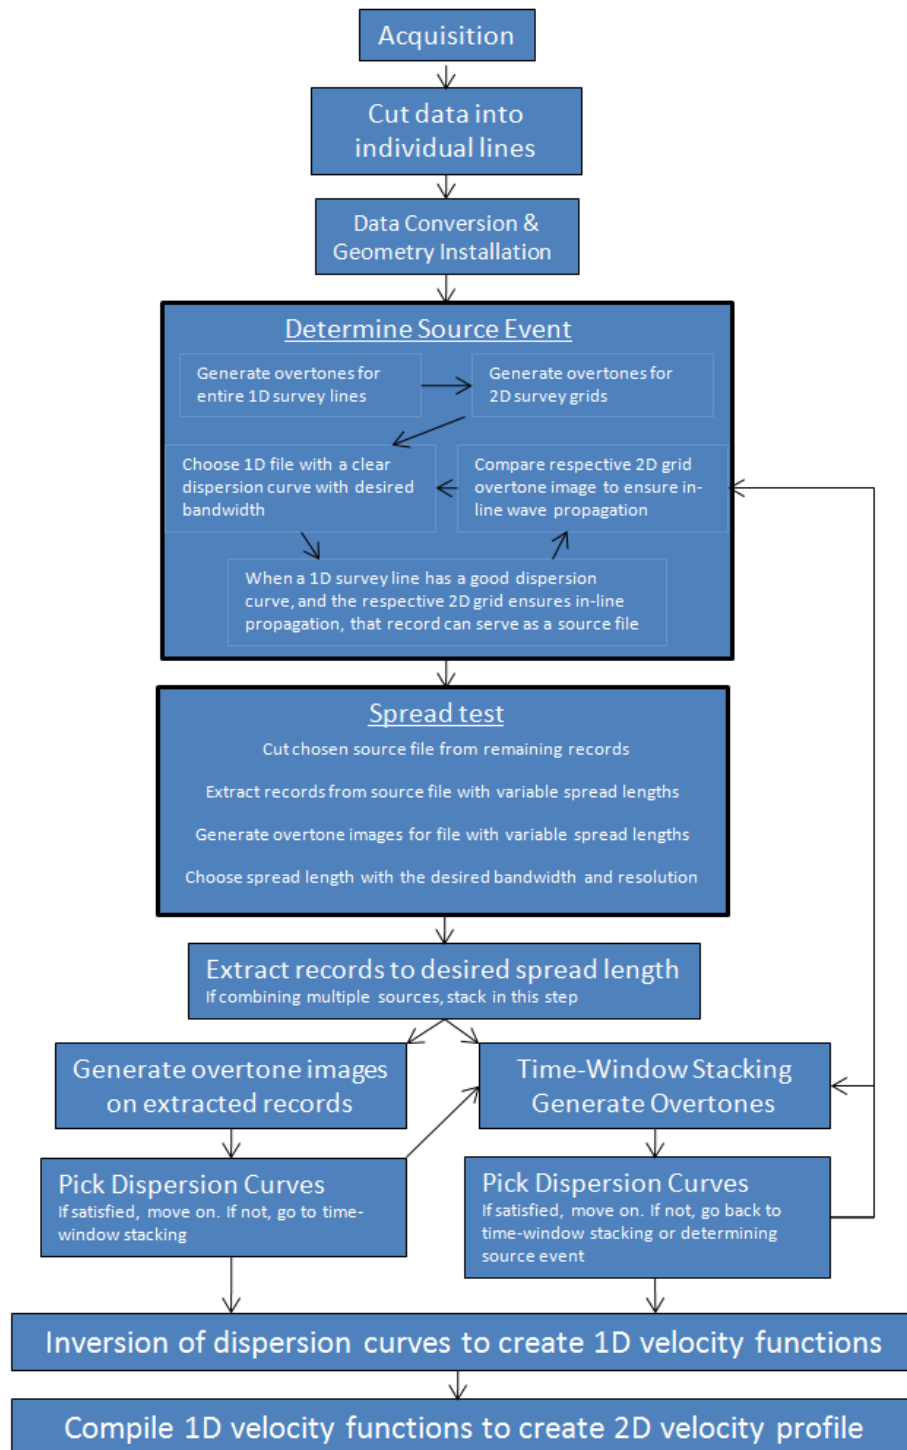 Acquisition
Cut data into
individual lines
Data Conversion &
Geometry Installation
Determine Source Event
Generate overtones for
entire 1D survey lines
Generate overtones for
2D survey grids
Choose 1D file with a clear
dispersion curve with desired
bandwidth
Compare respective 2D grid
overtone image to ensure in-
line wave propagation
When a 1D survey line has a good dispersion
curve, and the respective 2D grid ensures in-line
propagation, that record can serve as a source file
Spread test
Cut chosen source file from remaining records
Extract records from source file with variable spread lengths
Generate overtone images for file with variable spread lengths
Choose spread length with the desired bandwidth and resolution
Extract records to desired spread length
If combining multiple sources, stack in this step
Generate overtone images
on extracted records
Time-Window Stacking
Generate Overtones
Pick Dispersion Curves
If satisfied, move on. If not, go to time-
window stacking
Pick Dispersion Curves
If satisfied, move on. If not, go back to
time-window stacking or determining
source event
Inversion of dispersion curves to create 1D velocity functions
Compile 1D velocity functions to create 2D velocity profile